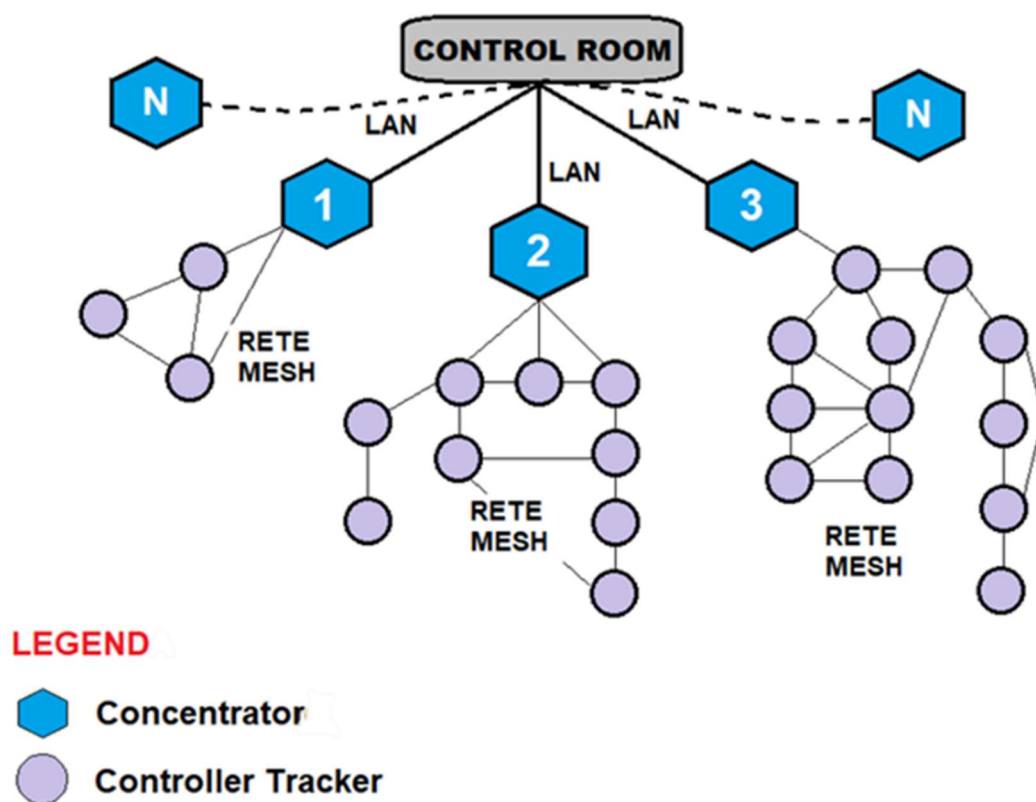 CONTROL ROOM
N
N
LAN
LAN
LAN
1
2
3
RETE
MESH
RETE
MESH
RETE
MESH
LEGEND
Concentrator
Controller Tracker